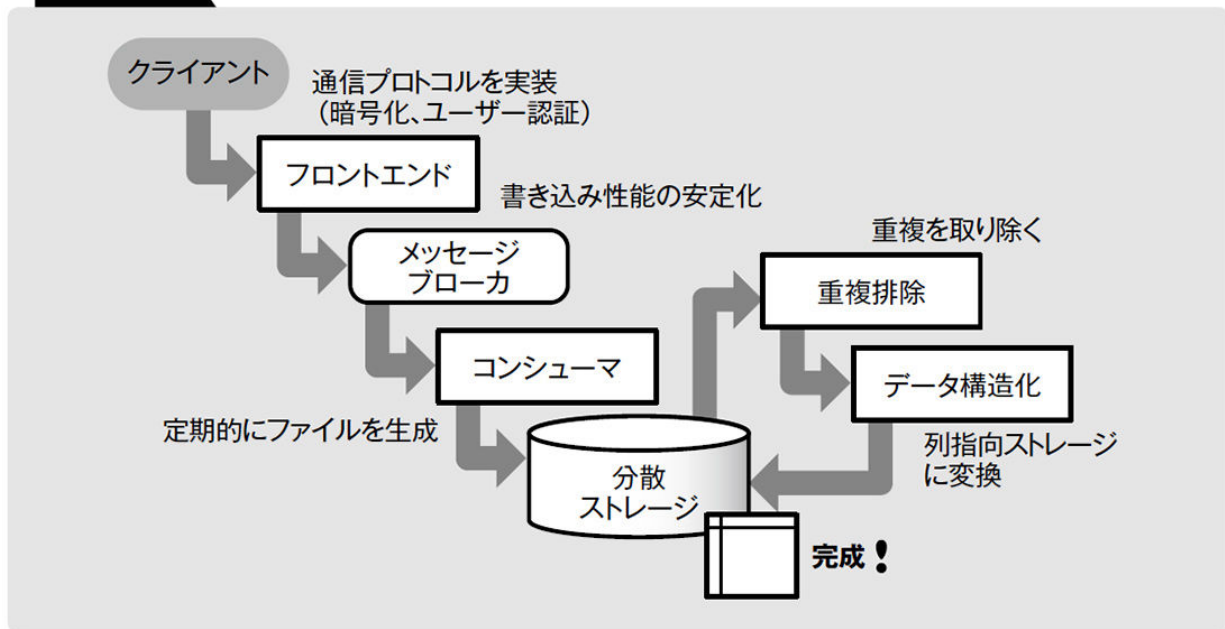 クライアント
通信プロトコルを実装
（暗号化、ユーザー認証）
フロントエンド
書き込み性能の安定化
メッセージ
ブローカ
コンシューマ
定期的にファイルを生成
分散
ストレージ
重複を取り除く
重複排除
データ構造化
列指向ストレージ
に変換
完成！